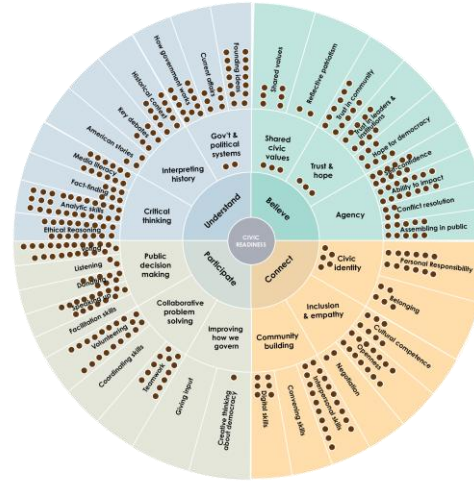 CIVIC
READINESS
Understand
Believe
Connect
Participate
Critical
thinking
Interpreting
history
Gov't &
political
systems
Shared
civic
values
Trust &
hope
Agency
Civic
identity
Inclusion
& empathy
Community
building
Improving
how we
govern
Collaborative
problem
solving
Public
decision
making
Ethical Reasoning
Analytic skills
Fact-finding
Media literacy
American stories
Key debates
Historical context
How government
works
Current affairs
Founding ideas
Shared values
Reflective patriotism
Trust in community
Trust in leaders &
institutions
Hope for democracy
Ability to impact
Conflict resolution
Assembling in public
Personal Responsibility
Belonging
Cultural competence
Openness
Negotiation
Interpersonal skills
Convening skills
Digital skills
Creative thinking
about democracy
Giving input
Teamwork
Coordinating skills
Volunteering
Facilitation skills
Listening